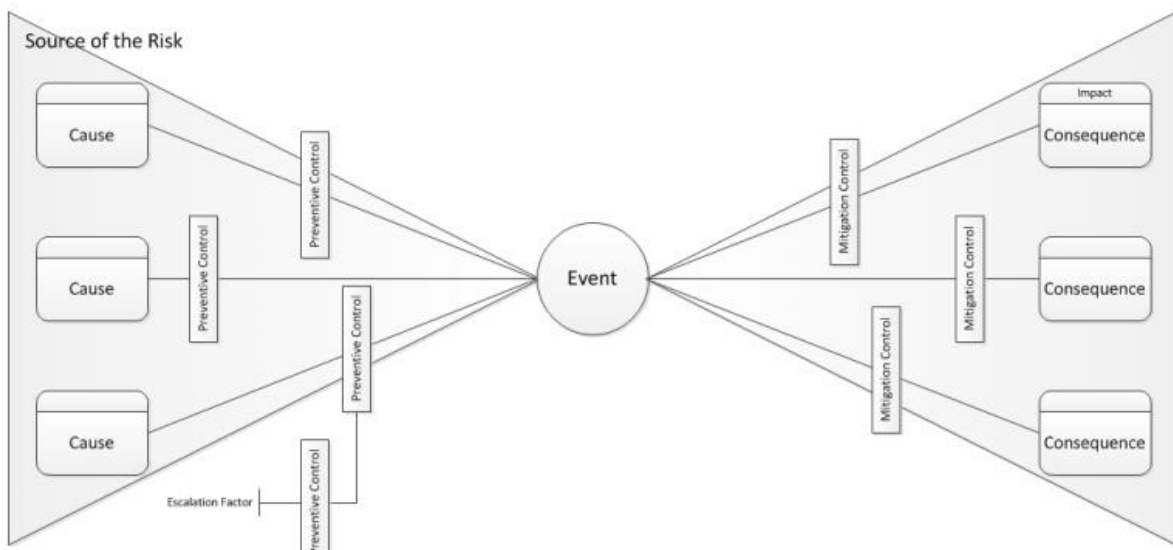 Source of the Risk
Impact
Cause
Preventive Control
Mitigation Control
Consequence
Preventive Control
Mitigation Control
Cause
Event
Consequence
Preventive Control
Mitigation Control
Cause
Consequence
Preventive Control
Escalation Factor